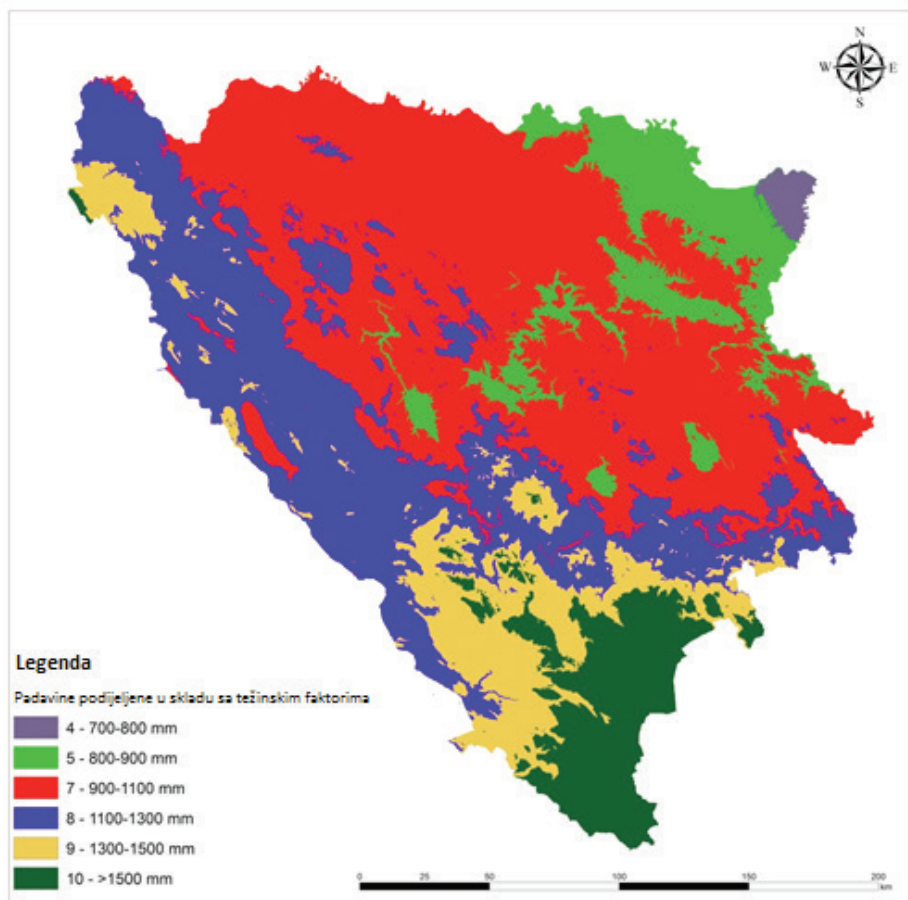 N
W E
S
Legenda
Padavine podijeljene u skladu sa težinskim faktorima
4 - 700-800 mm
5 - 800-900 mm
7 - 900-1100 mm
8 - 1100-1300 mm
9 - 1300-1500 mm
10 - >1500 mm
0 25 50 100 150 200
km